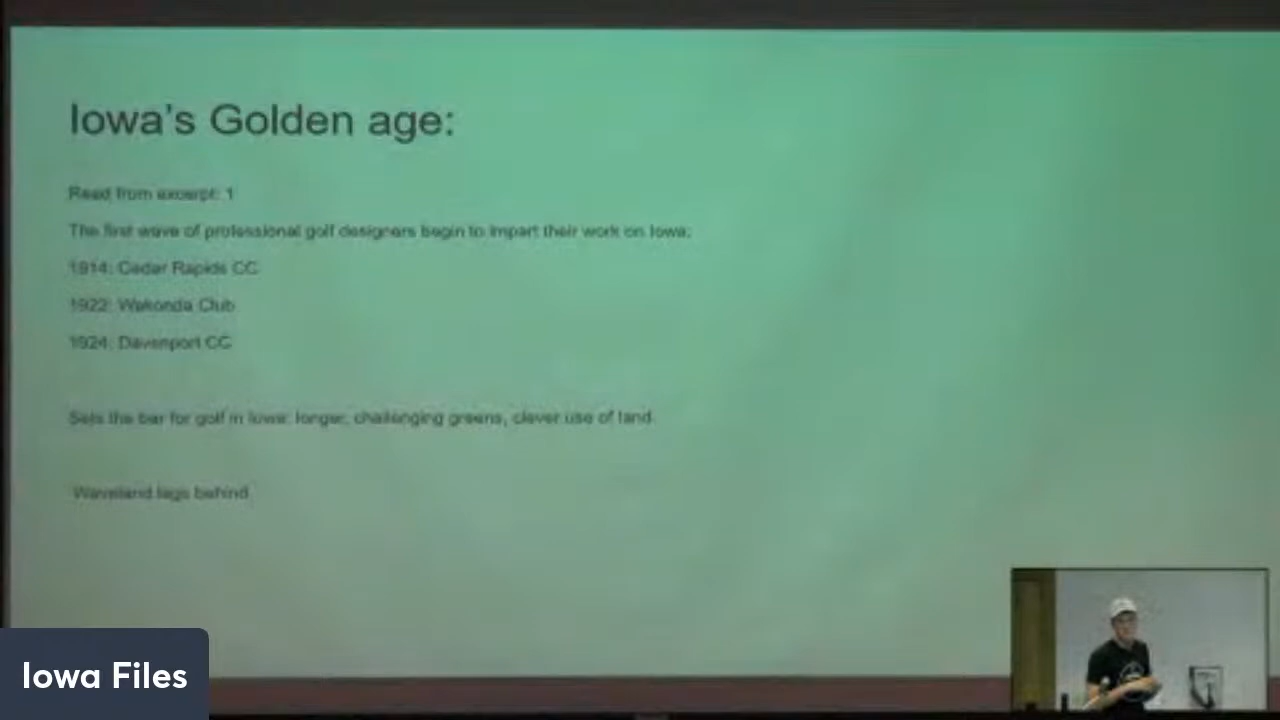 Iowa's Golden age:
Read from excerpt: 1
The first wave of professional golf designers begin to impart their work on Iowa:
1914: Cedar Rapids CC
1922: Wakonda Club
1924: Davenport CC
Sets the bar for golf in Iowa: longer, challenging greens, clever use of land
Waveland lags behind
Iowa Files